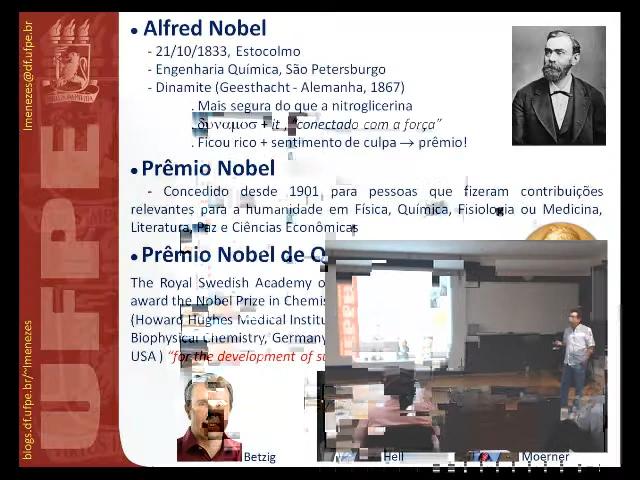 lmenezes@df.ufpe.br
blogs.df.ufpe.br/~lmenezes
UFPE
• Alfred Nobel
- 21/10/1833, Estocolmo
- Engenharia Química, São Petersburgo
- Dinamite (Geesthacht - Alemanha, 1867)
. Mais segura do que a nitroglicerina
. δυναμοσ + it , “conectado com a força”
. Ficou rico + sentimento de culpa → prêmio!
• Prêmio Nobel
- Concedido desde 1901 para pessoas que fizeram contribuições
relevantes para a humanidade em Física, Química, Fisiologia ou Medicina,
Literatura, Paz e Ciências Econômicas
• Prêmio Nobel de
The Royal Swedish Academy
award the Nobel Prize in
(Howard Hughes Medical
Biophysical Chemistry, Germany
USA ) “for the development of
Betzig
Hell
Moerner